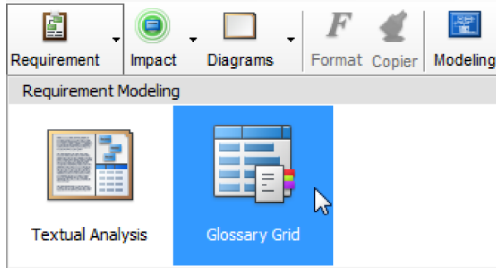 Requirement Impact Diagrams Format Copier Modeling
Requirement Modeling
Textual Analysis Glossary Grid